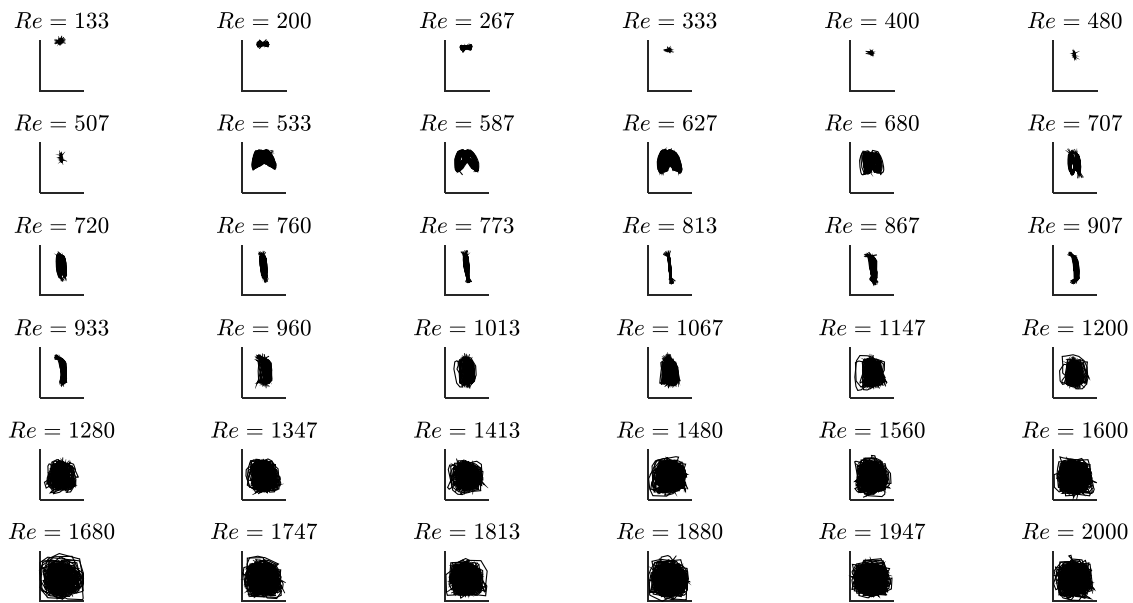 Re = 133 Re = 200 Re = 267 Re = 333 Re = 400 Re = 480
Re = 507 Re = 533 Re = 587 Re = 627 Re = 680 Re = 707
Re = 720 Re = 760 Re = 773 Re = 813 Re = 867 Re = 907
Re = 933 Re = 960 Re = 1013 Re = 1067 Re = 1147 Re = 1200
Re = 1280 Re = 1347 Re = 1413 Re = 1480 Re = 1560 Re = 1600
Re = 1680 Re = 1747 Re = 1813 Re = 1880 Re = 1947 Re = 2000